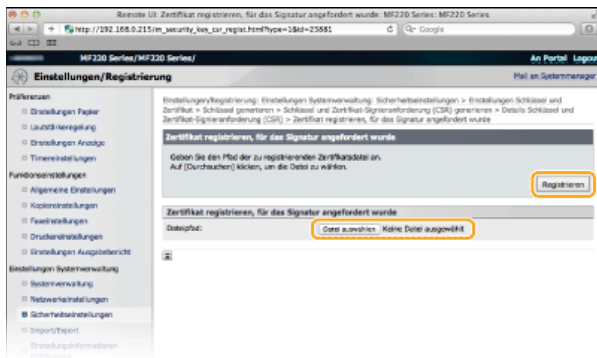 Remote UI: Zertifikat registrieren, für das Signatur angefordert wurde: MF220 Series: MF220 Series
http://192.168.0.215/m_security_key_csr_regist.html?type=1&id=23881
Google
MF220 Series/MF220 Series/
An Portal Logout
Einstellungen/Registrierung
Mail an Systemmanager
Präferenzen
Einstellungen Papier
Lautstärkeregelung
Einstellungen Anzeige
Timereinstellungen
Funktionseinstellungen
Allgemeine Einstellungen
Kopiereinstellungen
Faxeinstellungen
Druckereinstellungen
Einstellungen Ausgabebericht
Einstellungen Systemverwaltung
Systemverwaltung
Netzwerkeinstellungen
Sicherheitseinstellungen
Import/Export
Einstellungsinformationen
Einstellungen/Registrierung: Einstellungen Systemverwaltung: Sicherheitseinstellungen > Einstellungen Schlüssel und
Zertifikat > Schlüssel generieren > Schlüssel und Zertifikat-Signieranforderung (CSR) generieren > Details Schlüssel und
Zertifikat-Signieranforderung (CSR) > Zertifikat registrieren, für das Signatur angefordert wurde
Zertifikat registrieren, für das Signatur angefordert wurde
Geben Sie den Pfad der zu registrierenden Zertifikatsdatei an.
Auf [Durchsuchen] klicken, um die Datei zu wählen.
Registrieren
Zertifikat registrieren, für das Signatur angefordert wurde
Dateipfad:
Datei auswählen Keine Datei ausgewählt